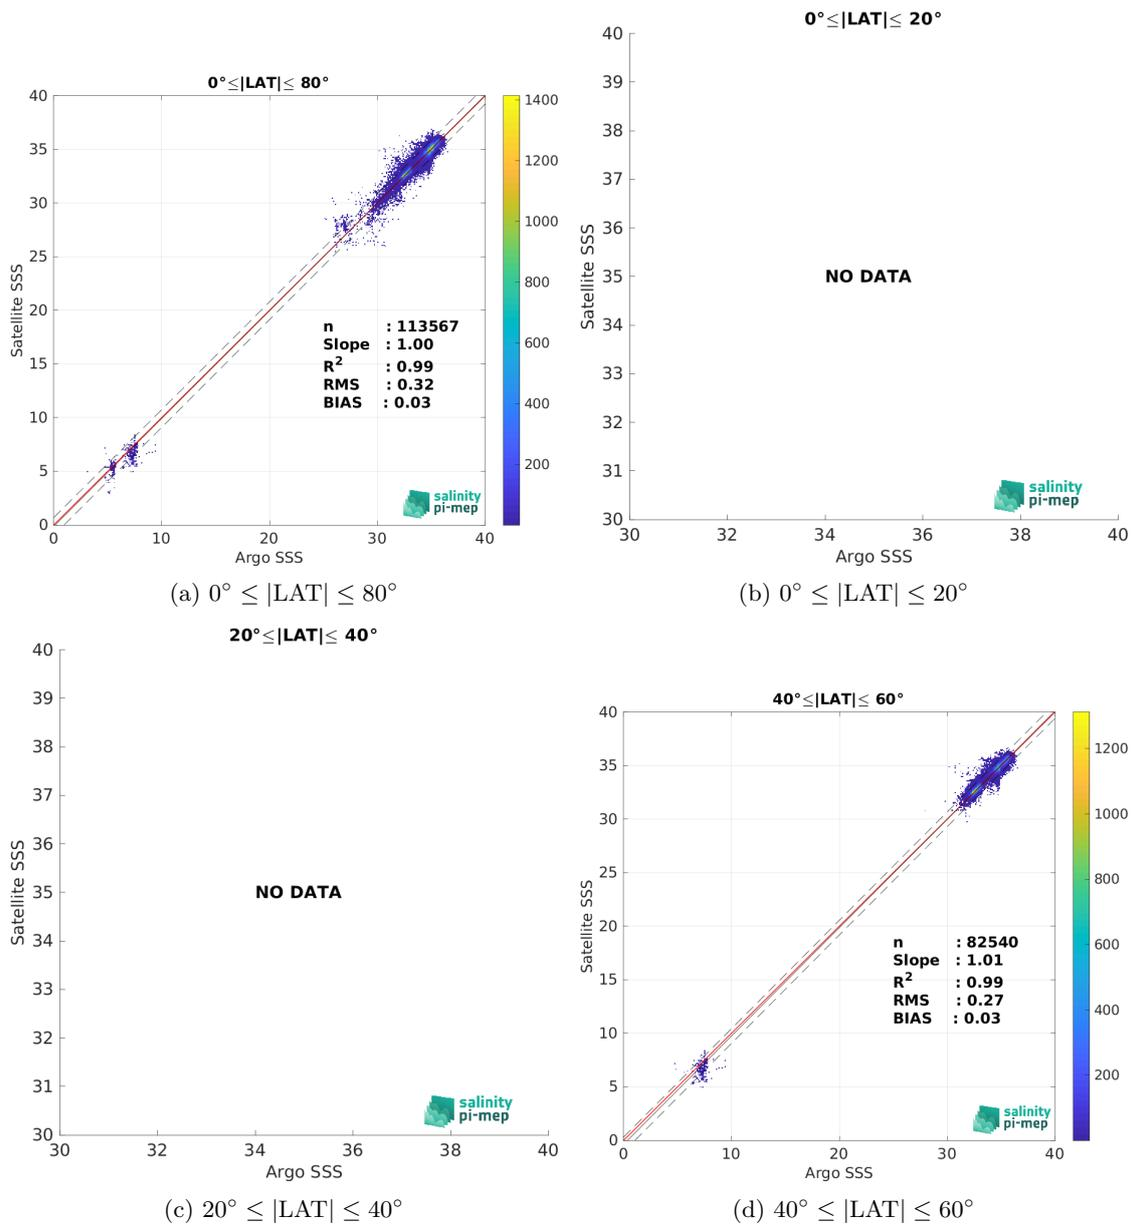 0°≤|LAT|≤ 80°
40
35
30
25
20
15
10
5
0
Satellite SSS
0
10
20
30
40
Argo SSS
1400
1200
1000
800
600
400
200
n : 113567
Slope : 1.00
R² : 0.99
RMS : 0.32
BIAS : 0.03
salinity
pi-mep
(a) 0° ≤ |LAT| ≤ 80°
0°≤|LAT|≤ 20°
40
39
38
37
36
35
34
33
32
31
30
Satellite SSS
NO DATA
salinity
pi-mep
30
32
34
36
38
40
Argo SSS
(b) 0° ≤ |LAT| ≤ 20°
20°≤|LAT|≤ 40°
40
39
38
37
36
35
34
33
32
31
30
Satellite SSS
NO DATA
salinity
pi-mep
30
32
34
36
38
40
Argo SSS
(c) 20° ≤ |LAT| ≤ 40°
40°≤|LAT|≤ 60°
40
35
30
25
20
15
10
5
0
Satellite SSS
0
10
20
30
40
Argo SSS
1200
1000
800
600
400
200
n : 82540
Slope : 1.01
R² : 0.99
RMS : 0.27
BIAS : 0.03
salinity
pi-mep
(d) 40° ≤ |LAT| ≤ 60°